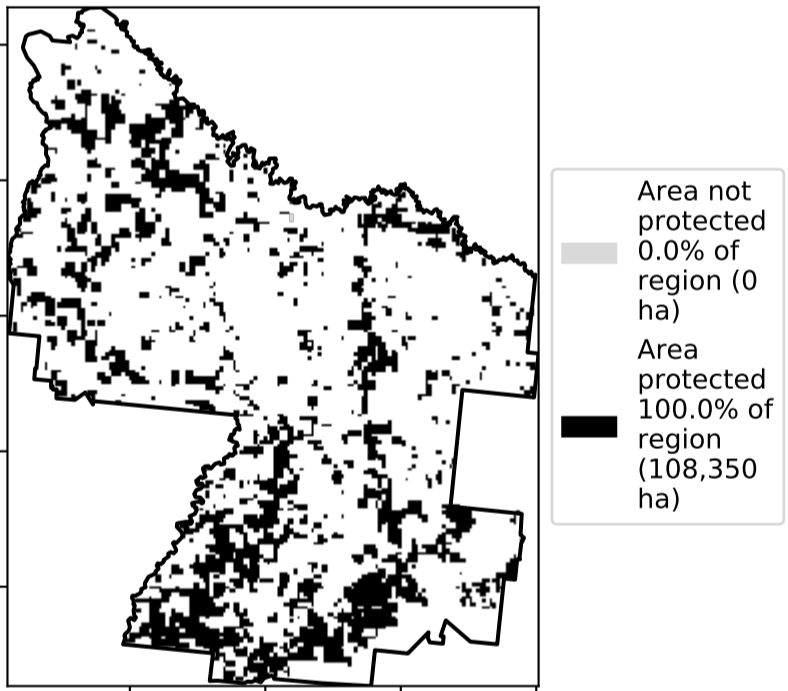 Area not
protected
0.0% of
region (0
ha)
Area
protected
100.0% of
region
(108,350
ha)